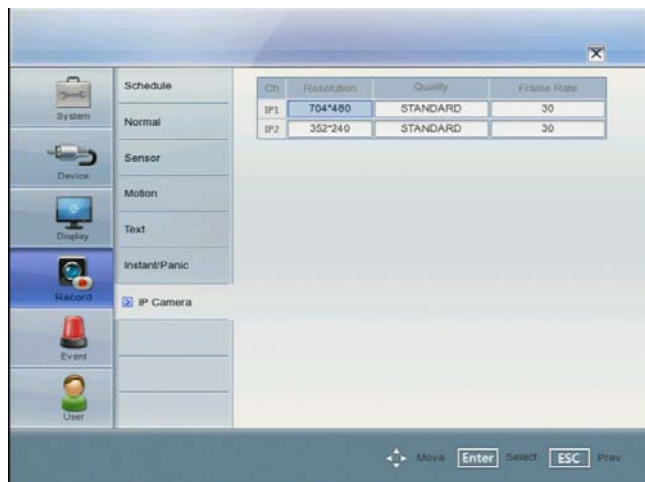 System
Device
Display
Record
Event
User
Schedule
Normal
Sensor
Motion
Text
Instant/Panic
IP Camera
Ch Resolution Quality Frame Rate
IP1 704*480 STANDARD 30
IP2 352*240 STANDARD 30
Move Enter Select ESC Prev